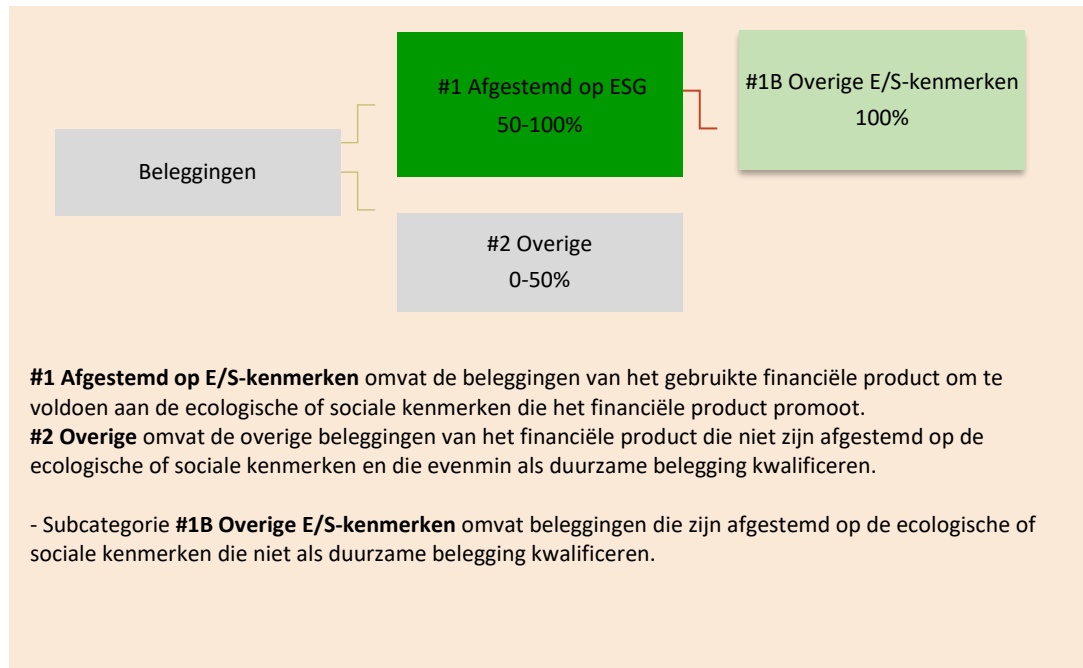 #1 Afgestemd op ESG
50-100%
#1B Overige E/S-kenmerken
100%
Beleggingen
#2 Overige
0-50%
#1 Afgestemd op E/S-kenmerken omvat de beleggingen van het gebruikte financiële product om te
voldoen aan de ecologische of sociale kenmerken die het financiële product promoot.
#2 Overige omvat de overige beleggingen van het financiële product die niet zijn afgestemd op de
ecologische of sociale kenmerken en die evenmin als duurzame belegging kwalificeren.
- Subcategorie #1B Overige E/S-kenmerken omvat beleggingen die zijn afgestemd op de ecologische of
sociale kenmerken die niet als duurzame belegging kwalificeren.